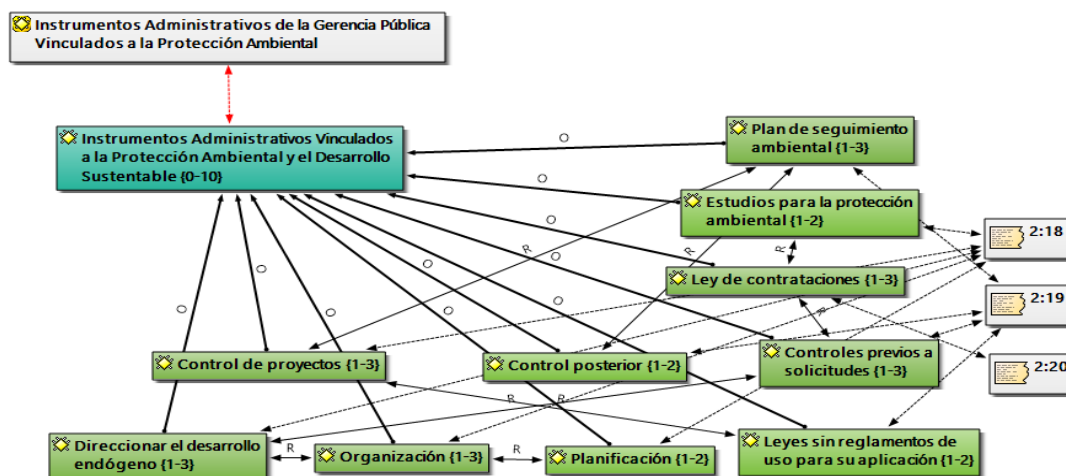 Instrumentos Administrativos de la Gerencia Pública
Vinculados a la Protección Ambiental
Instrumentos Administrativos Vinculados
a la Protección Ambiental y el Desarrollo
Sustentable {0-10}
Plan de seguimiento
ambiental {1-3}
Estudios para la protección
ambiental {1-2}
2:18
Ley de contrataciones {1-3}
2:19
Control de proyectos {1-3}
Control posterior {1-2}
Controles previos a
solicitudes {1-3}
2:20
Direccionar el desarrollo
endógeno {1-3}
Organización {1-3}
Planificación {1-2}
Leyes sin reglamentos de
uso para su aplicación {1-2}
O
O
O
O
O
O
O
O
O
O
R
R
R
R
R
R
R
R